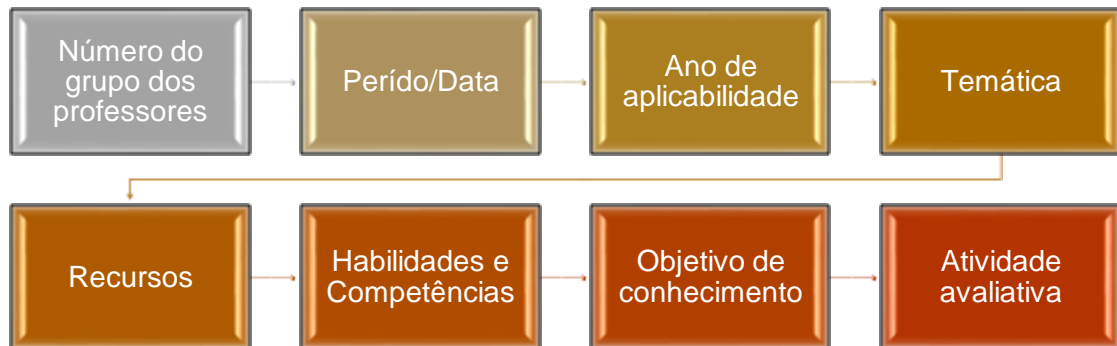 Número do
grupo dos
professores
Perído/Data
Ano de
aplicabilidade
Temática
Recursos
Habilidades e
Competências
Objetivo de
conhecimento
Atividade
avaliativa